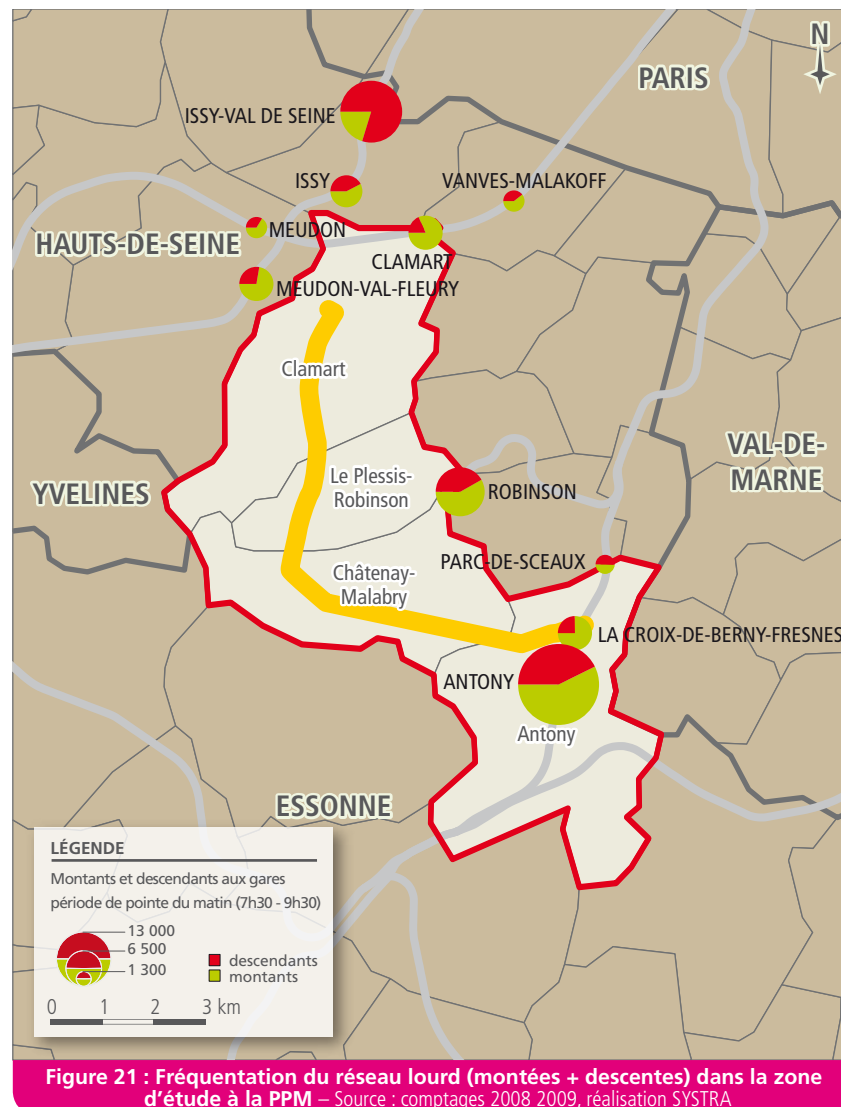 N
PARIS
ISSY-VAL DE SEINE
ISSY
VANVES-MALAKOFF
MEUDON
HAUTS-DE-SEINE
CLAMART
MEUDON-VAL-FLEURY
Clamart
VAL-DE-
MARNE
Le Plessis-
Robinson
YVELINES
ROBINSON
PARC-DE-SCEAUX
Châtenay-
Malabry
LA CROIX-DE-BERNY-FRESNES
ANTONY
Antony
ESSONNE
LÉGENDE
Montants et descendants aux gares
période de pointe du matin (7h30 - 9h30)
13 000
6 500
1 300
descendants
montants
0 1 2 3 km
Figure 21 : Fréquentation du réseau lourd (montées + descentes) dans la zone
d'étude à la PPM – Source : comptages 2008 2009, réalisation SYSTRA